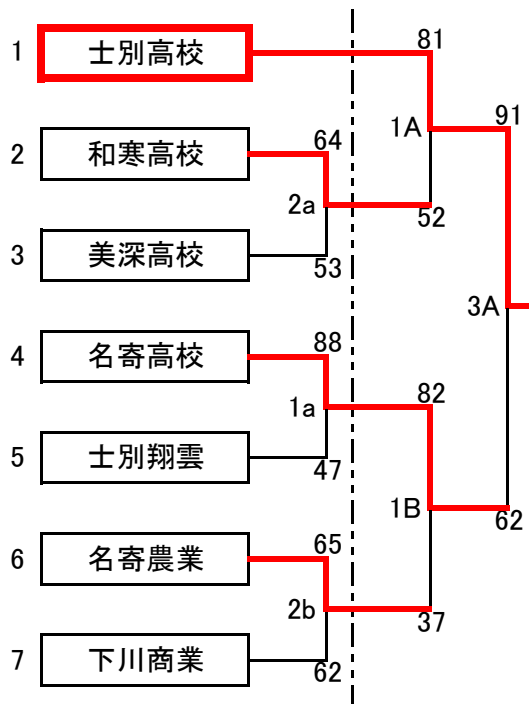 81
1 士別高校
91
1A
64
2 和寒高校
2a
52
3 美深高校
53
3A
88
4 名寄高校
82
1a
5 士別翔雲
47
1B
62
65
6 名寄農業
2b
37
7 下川商業
62